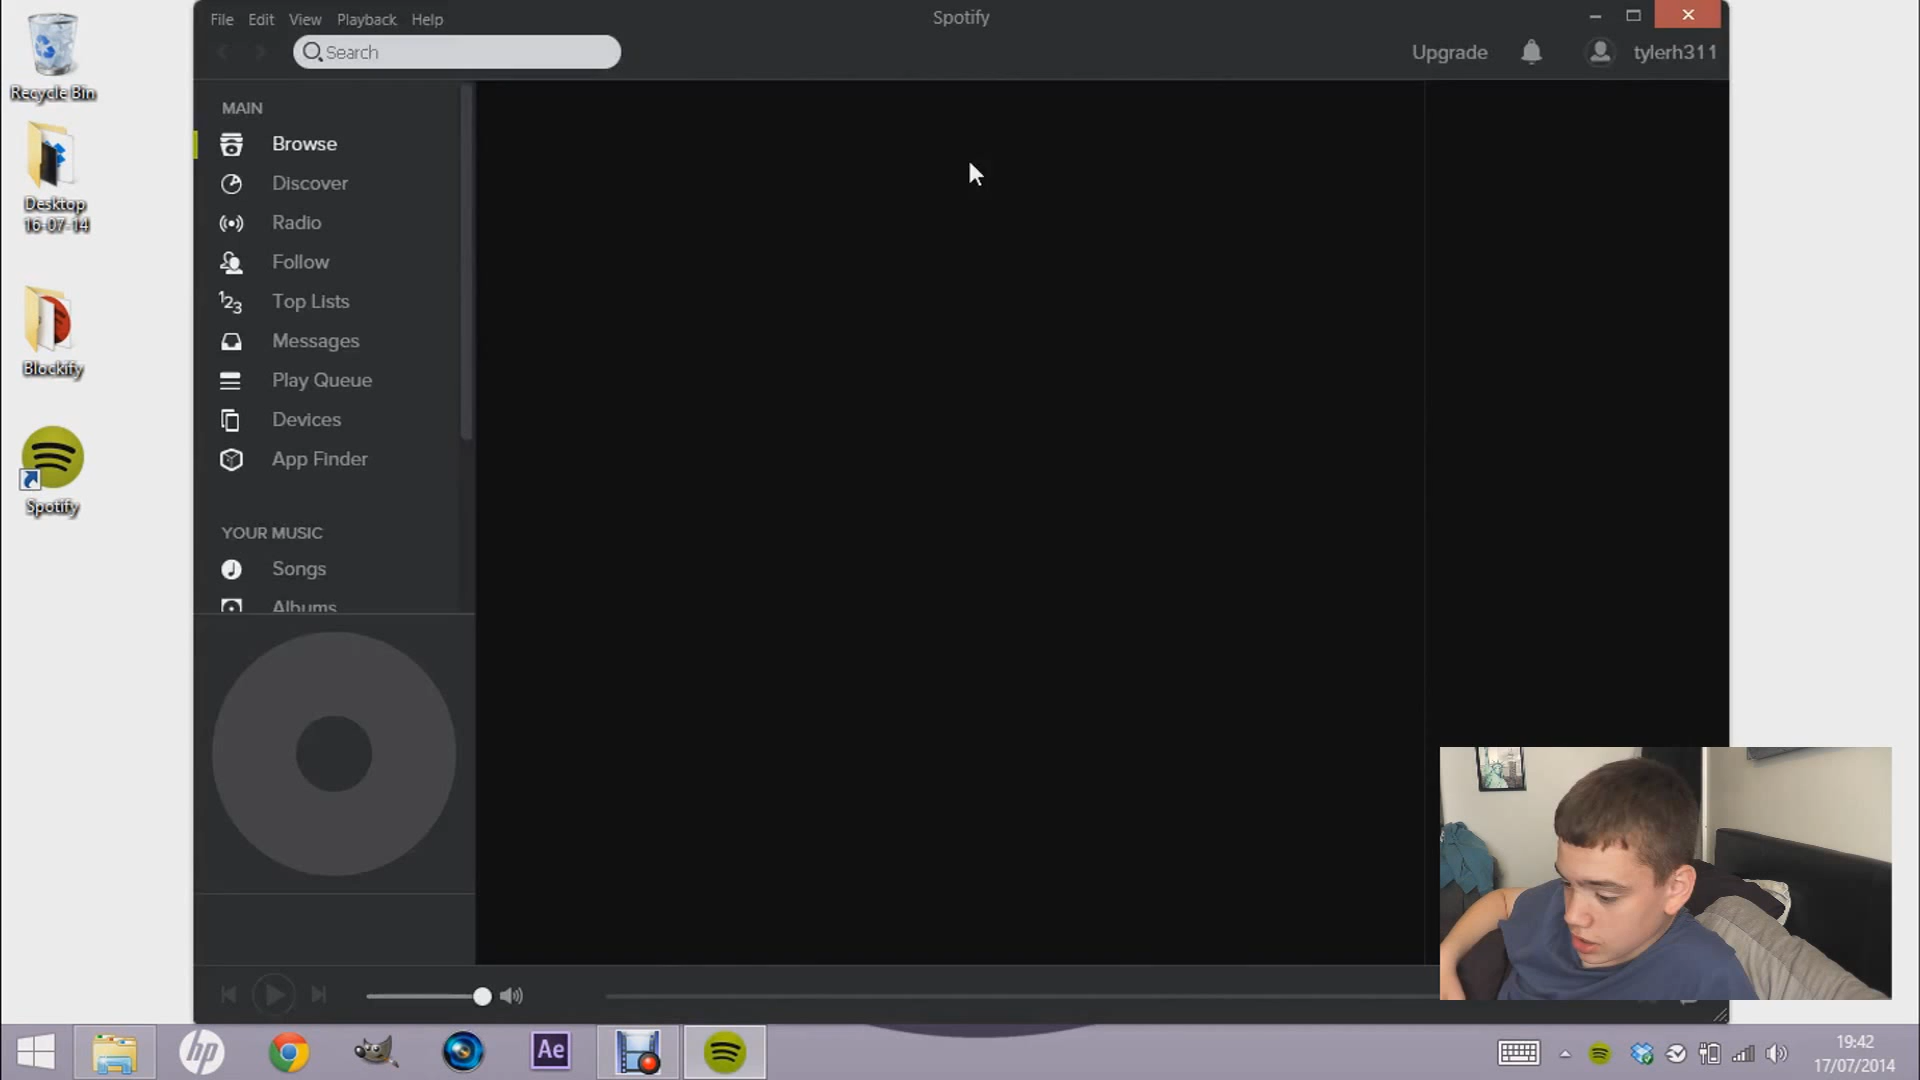 File Edit View Playback Help
Spotify
Search
Upgrade
tylerh311
Recycle Bin
Desktop
16-07-14
Blockify
Spotify
MAIN
Browse
Discover
Radio
Follow
Top Lists
Messages
Play Queue
Devices
App Finder
YOUR MUSIC
Songs
Albums
hp
Ae
19:42
17/07/2014